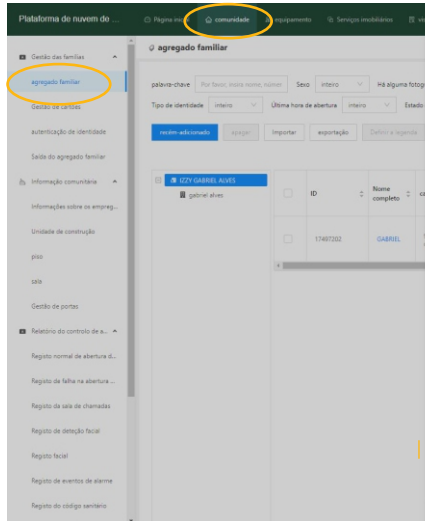 Plataforma de nuvem do ...
Página inicial
comunidade
equipamento
Serviços imobiliários
Gestão das famílias
agregado familiar
Gestão de cartões
autenticação de identidade
Saída do agregado familiar
Informação comunitária
Informações sobre os empreg...
Unidade de construção
piso
sala
Gestão de portas
Relatório do controlo de a...
Registo normal de abertura d...
Registo de falha na abertura ...
Registo da sala de chamadas
Registo de deteção facial
Registo facial
Registo de eventos de alarme
Registo do código sanitário
agregado familiar
palavra-chave
Por favor, insira nome, númer
Sexo
inteiro
Há alguma fotog
Tipo de identidade
inteiro
Última hora de abertura
inteiro
Estado
recém-adicionado
apagar
Importar
exportação
Definir a legenda
IZZY GABRIEL ALVES
gabriel alves
ID
Nome completo
17497202
GABRIEL